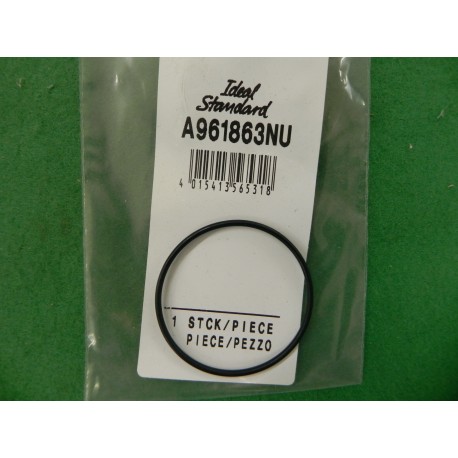 Ideal
Standard
A961863NU
4 015413 565318
1 STCK/PIECE
PIECE/PEZZO